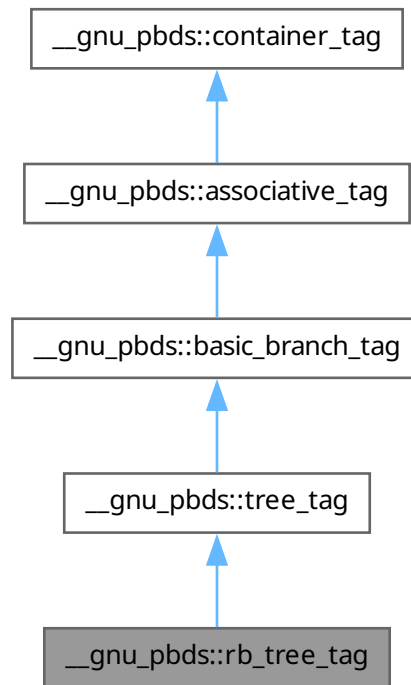 __gnu_pbds::container_tag
__gnu_pbds::associative_tag
__gnu_pbds::basic_branch_tag
__gnu_pbds::tree_tag
__gnu_pbds::rb_tree_tag